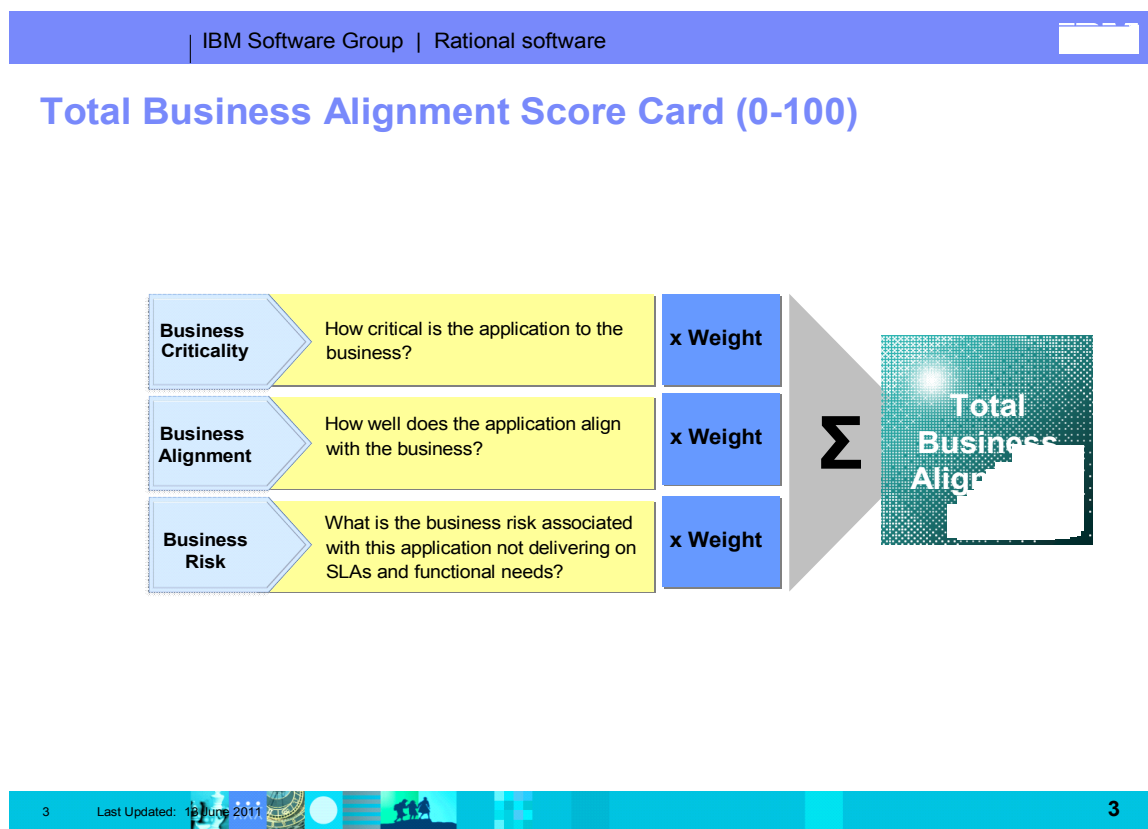 IBM Software Group | Rational software
Total Business Alignment Score Card (0-100)
Business
Criticality
How critical is the application to the
business?
x Weight
Business
Alignment
How well does the application align
with the business?
x Weight
Business
Risk
What is the business risk associated
with this application not delivering on
SLAs and functional needs?
x Weight
Σ
Total
Business
3
Last Updated: 13 June 2011
3